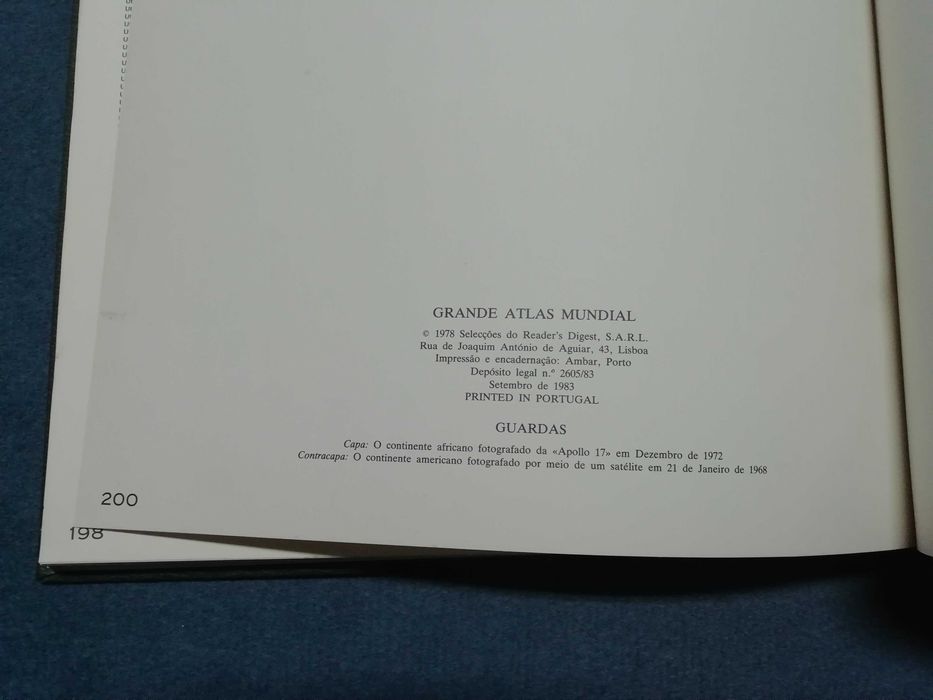 GRANDE ATLAS MUNDIAL
© 1978 Selecções do Reader's Digest, S.A.R.L.
Rua de Joaquim António de Aguiar, 43, Lisboa
Impressão e encadernação: Ambar, Porto
Depósito legal n.º 2605/83
Setembro de 1983
PRINTED IN PORTUGAL
GUARDAS
Capa: O continente africano fotografado da «Apollo 17» em Dezembro de 1972
Contracapa: O continente americano fotografado por meio de um satélite em 21 de Janeiro de 1968
200
198